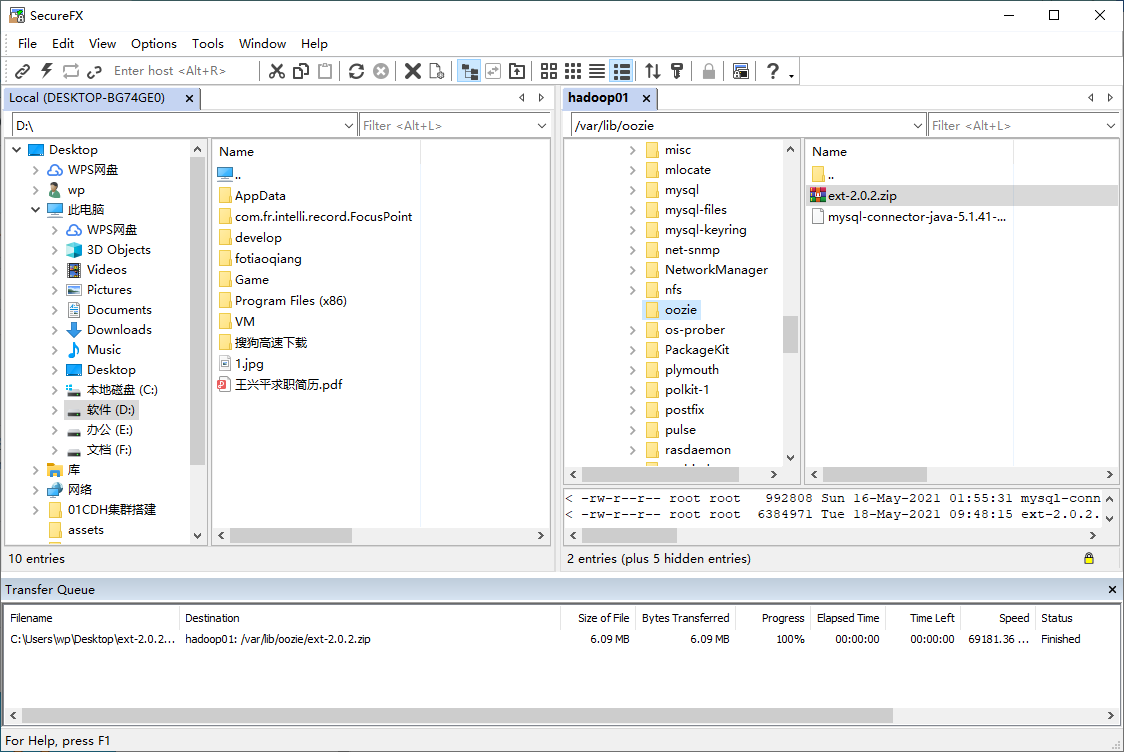 SecureFX
File Edit View Options Tools Window Help
Enter host <Alt+R>
Local (DESKTOP-BG74GE0)
D:\
Filter <Alt+L>
Desktop
WPS网盘
wp
此电脑
WPS网盘
3D Objects
Videos
Pictures
Documents
Downloads
Music
Desktop
本地磁盘 (C:)
软件 (D:)
办公 (E:)
文档 (F:)
库
网络
01CDH集群搭建
assets
Name
..
AppData
com.fr.intelli.record.FocusPoint
develop
fotiaoqiang
Game
Program Files (x86)
VM
搜狗高速下载
1.jpg
王兴平求职简历.pdf
10 entries
hadoop01
/var/lib/oozie
Filter <Alt+L>
misc
mlocate
mysql
mysql-files
mysql-keyring
net-snmp
NetworkManager
nfs
oozie
os-prober
PackageKit
plymouth
polkit-1
postfix
pulse
rasdaemon
Name
..
ext-2.0.2.zip
mysql-connector-java-5.1.41-...
< -rw-r--r-- root root 992808 Sun 16-May-2021 01:55:31 mysql-conn
< -rw-r--r-- root root 6384971 Tue 18-May-2021 09:48:15 ext-2.0.2.
2 entries (plus 5 hidden entries)
Transfer Queue
Filename Destination Size of File Bytes Transferred Progress Elapsed Time Time Left Speed Status
C:\Users\wp\Desktop\ext-2.0.2... hadoop01: /var/lib/oozie/ext-2.0.2.zip 6.09 MB 6.09 MB 100% 00:00:00 00:00:00 69181.36 ... Finished
For Help, press F1